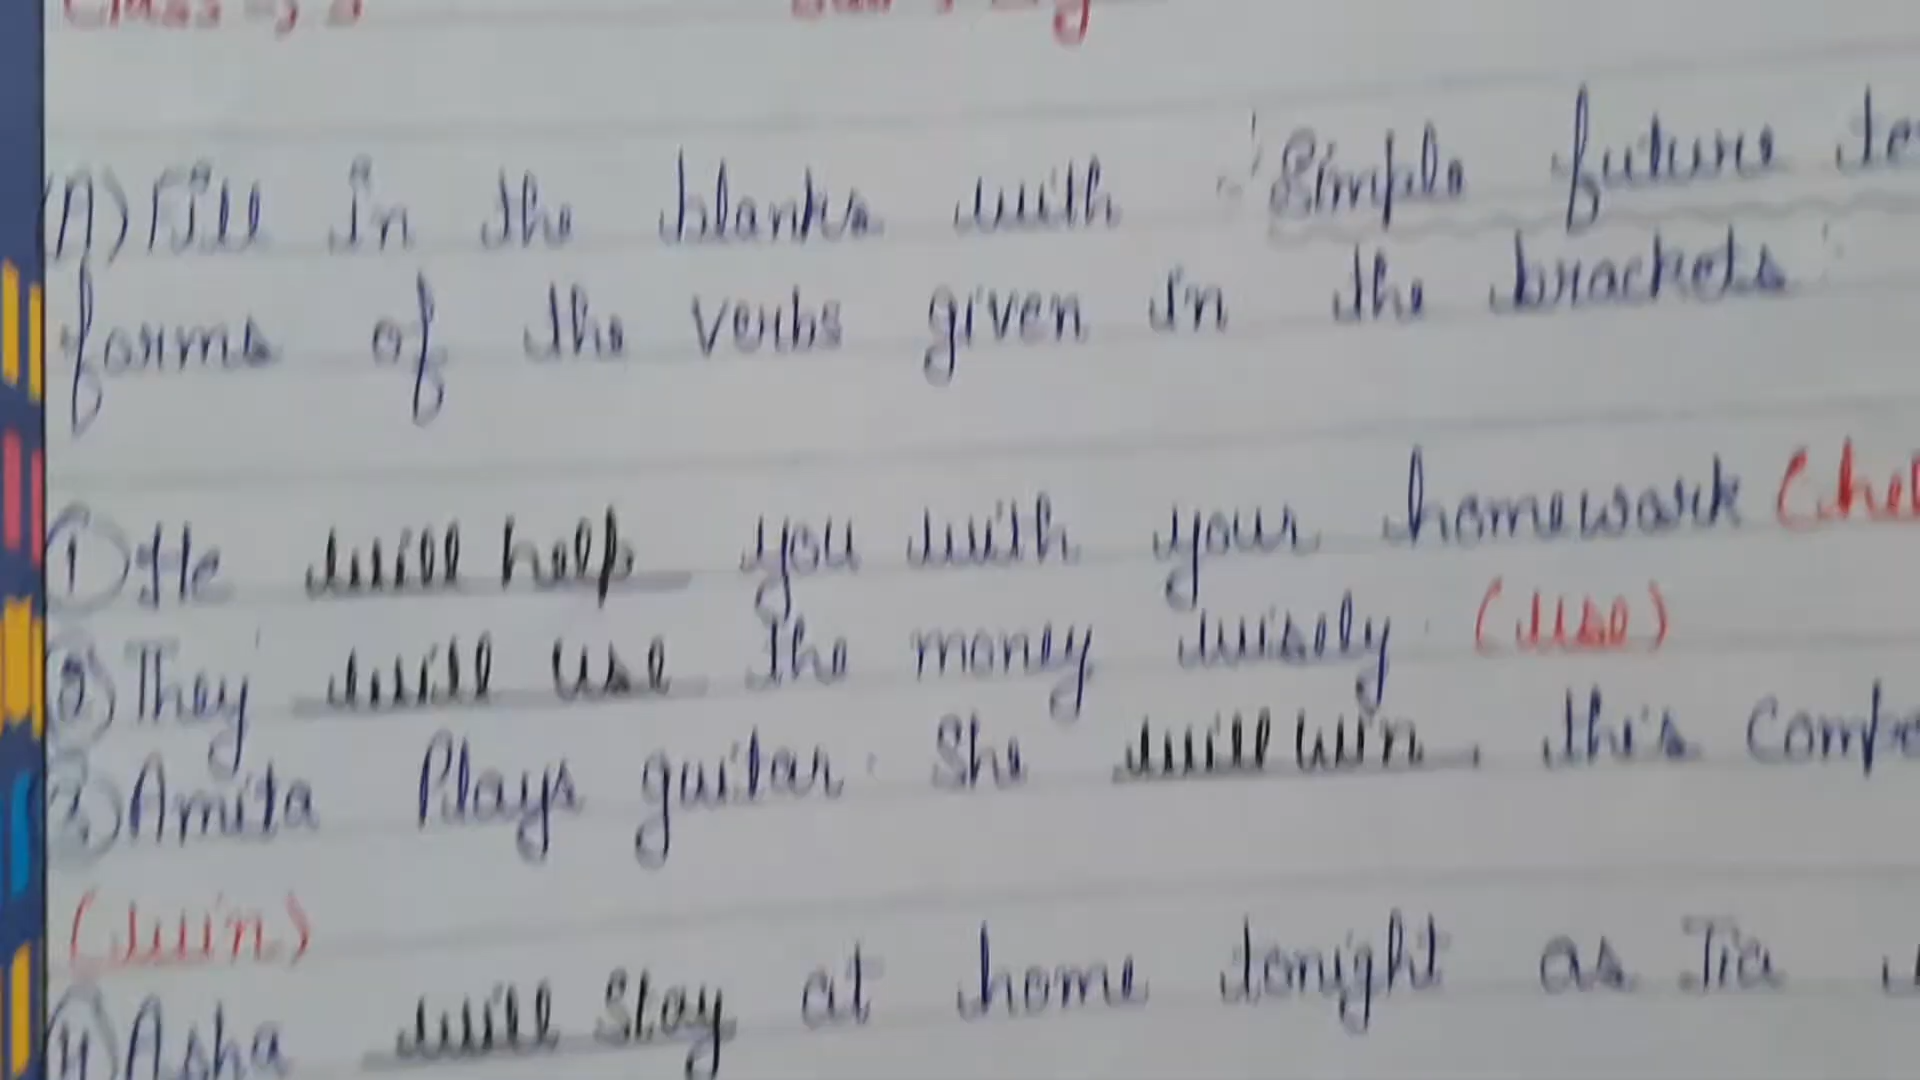 A) Fill in the blanks with "Simple future
forms of the verbs given in the brackets"
① He will help you with your homework
② They will use the money wisely. (use)
③ Amita Plays guitar. She will win. this
(win)
④ Asha will stay at home tonight as Tia